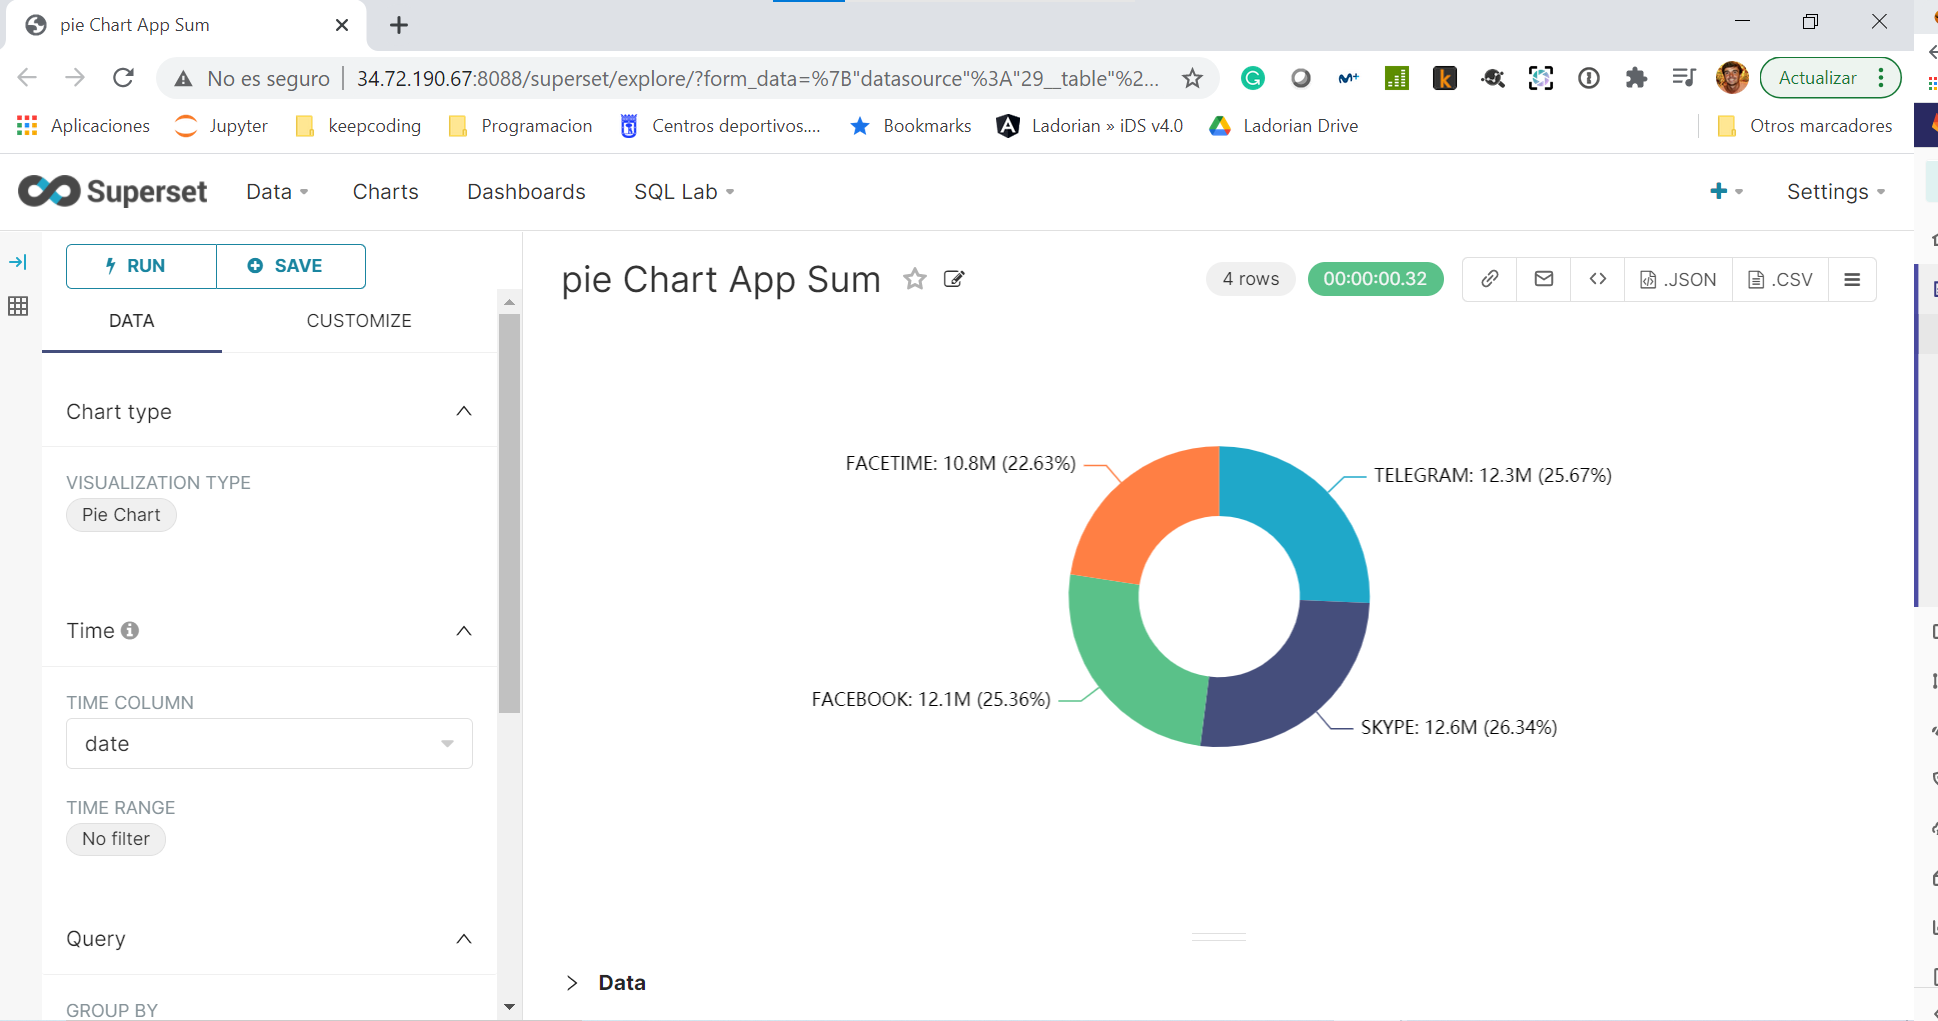 pie Chart App Sum
No es seguro
34.72.190.67:8088/superset/explore/?form_data=%7B"datasource"%3A"29__table"%2...
Actualizar
Aplicaciones
Jupyter
keepcoding
Programacion
Centros deportivos....
Bookmarks
Ladorian » iDS v4.0
Ladorian Drive
Otros marcadores
Superset
Data
Charts
Dashboards
SQL Lab
Settings
RUN
SAVE
DATA
CUSTOMIZE
Chart type
VISUALIZATION TYPE
Pie Chart
Time
TIME COLUMN
date
TIME RANGE
No filter
Query
GROUP BY
pie Chart App Sum
4 rows
00:00:00.32
.JSON
.CSV
FACETIME: 10.8M (22.63%)
TELEGRAM: 12.3M (25.67%)
FACEBOOK: 12.1M (25.36%)
SKYPE: 12.6M (26.34%)
Data